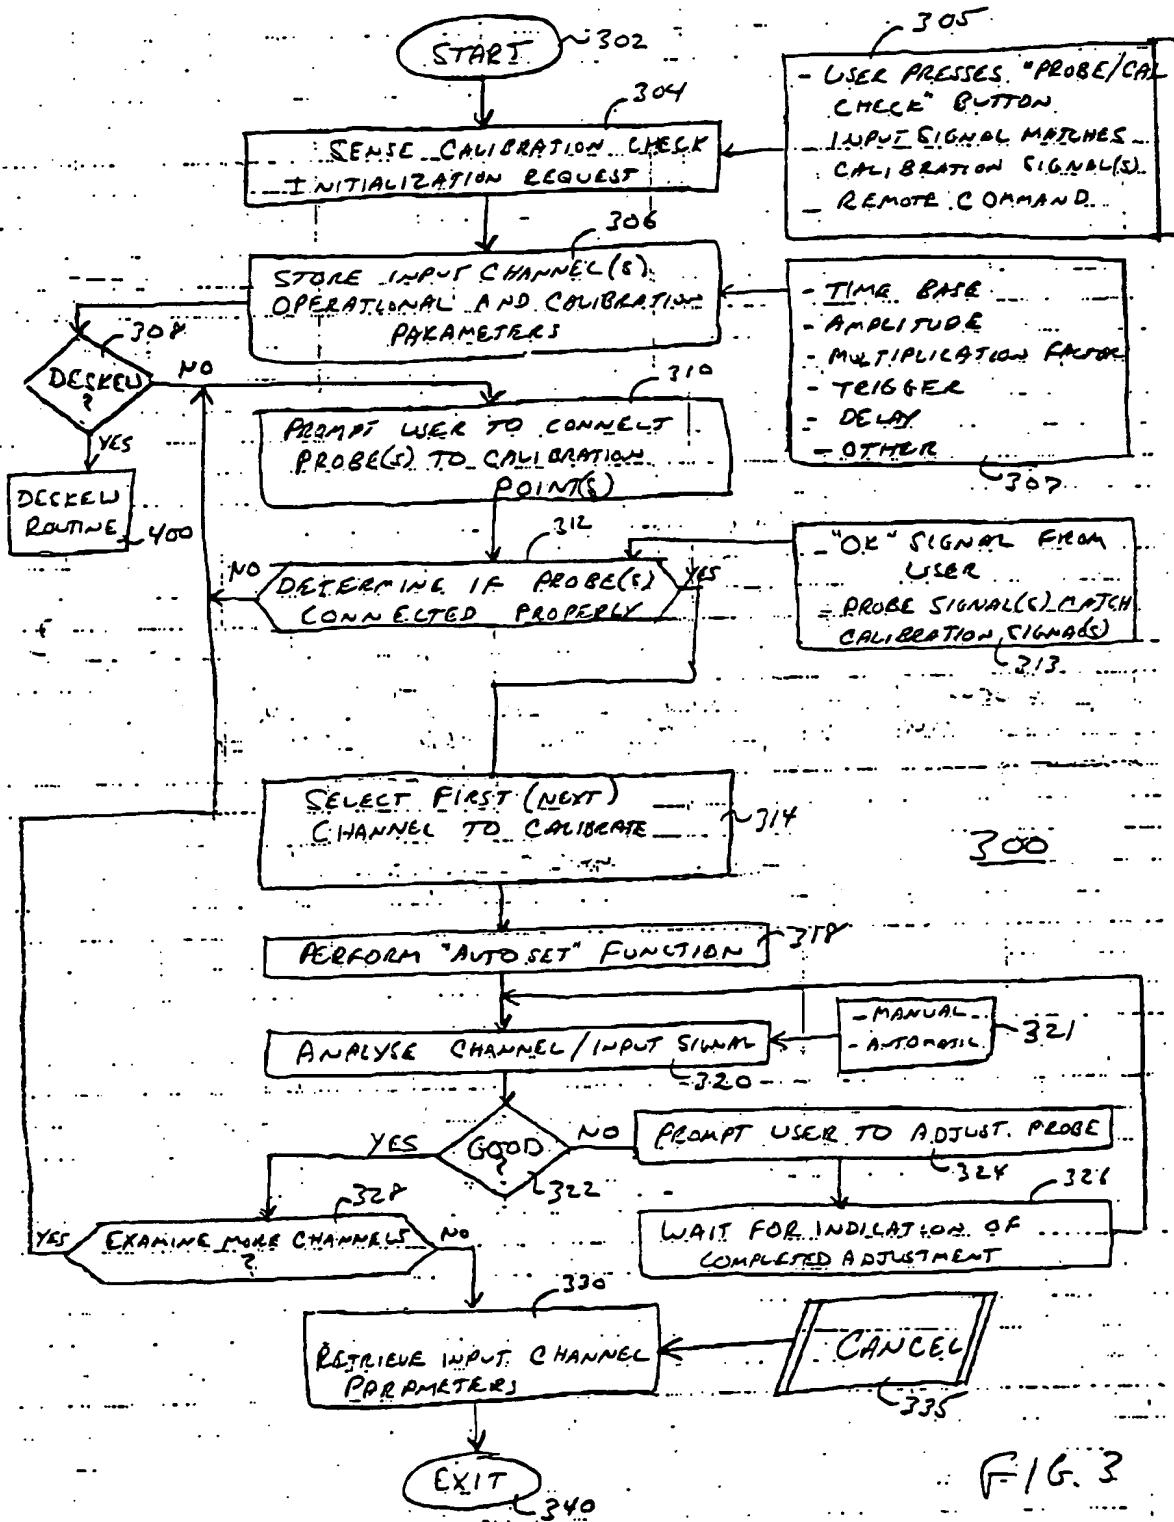 START
302
305
- USER PRESSES "PROBE/CAL
CHECK" BUTTON
- INPUT SIGNAL MATCHES
CALIBRATION SIGNAL(S)
- REMOTE COMMAND
304
SENSE CALIBRATION CHECK
INITIALIZATION REQUEST
306
STORE INPUT CHANNEL(S)
OPERATIONAL AND CALIBRATION
PARAMETERS
- TIME BASE
- AMPLITUDE
- MULTIPLICATION FACTOR
- TRIGGER
- DELAY
- OTHER
307
308
DESKEW
?
NO
YES
DESKEW
ROUTINE
400
310
PROMPT USER TO CONNECT
PROBE(S) TO CALIBRATION
POINT(S)
312
NO
DETERMINE IF PROBE(S)
CONNECTED PROPERLY
YES
- "OK" SIGNAL FROM
USER
- PROBE SIGNAL(S) CATCH
CALIBRATION SIGNAL(S)
313
SELECT FIRST (NEXT)
CHANNEL TO CALIBRATE
314
300
PERFORM "AUTOSET" FUNCTION
318
ANALYSE CHANNEL/INPUT SIGNAL
320
- MANUAL
- AUTOMATIC
321
YES
GOOD
?
322
NO
PROMPT USER TO ADJUST PROBE
324
326
WAIT FOR INDICATION OF
COMPLETED ADJUSTMENT
328
YES
EXAMINE MORE CHANNELS
?
NO
330
RETRIEVE INPUT CHANNEL
PARAMETERS
CANCEL
335
EXIT
340
FIG. 3